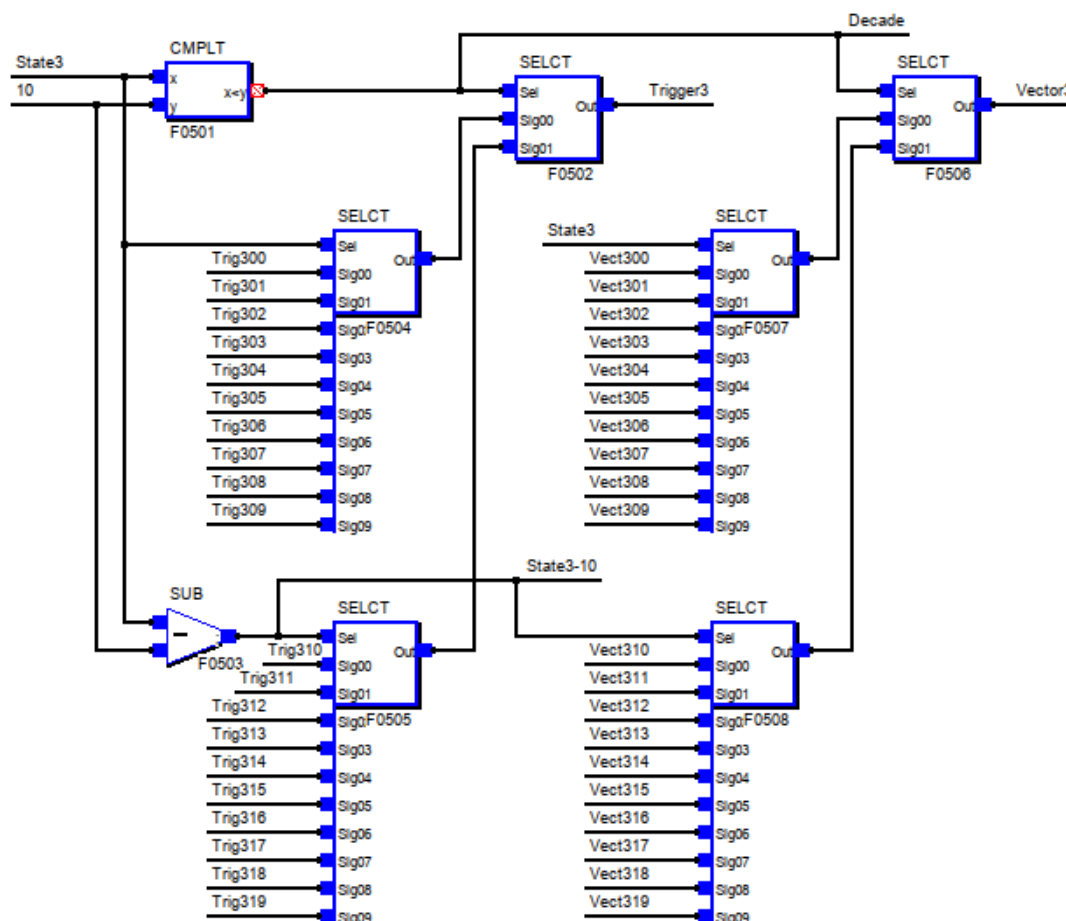 Decade
CMPLT
SELCT
SELCT
State3
x
x<y
Sel
Out
Trigger3
Sel
Out
Vector3
10
y
Sig00
Sig00
F0501
Sig01
Sig01
F0502
F0506
SELCT
SELCT
Sel
Out
State3
Sel
Out
Trig300
Sig00
Vect300
Sig00
Trig301
Sig01
Vect301
Sig01
Trig302
F0504
Vect302
F0507
Trig303
Sig03
Vect303
Sig03
Trig304
Sig04
Vect304
Sig04
Trig305
Sig05
Vect305
Sig05
Trig306
Sig06
Vect306
Sig06
Trig307
Sig07
Vect307
Sig07
Trig308
Sig08
Vect308
Sig08
Trig309
Sig09
Vect309
Sig09
State3-10
SUB
SELCT
SELCT
-
F0503
Sel
Out
Sel
Out
Trig310
Sig00
Vect310
Sig00
Trig311
Sig01
Vect311
Sig01
Trig312
F0505
Vect312
F0508
Trig313
Sig03
Vect313
Sig03
Trig314
Sig04
Vect314
Sig04
Trig315
Sig05
Vect315
Sig05
Trig316
Sig06
Vect316
Sig06
Trig317
Sig07
Vect317
Sig07
Trig318
Sig08
Vect318
Sig08
Trig319
Sig09
Vect319
Sig09